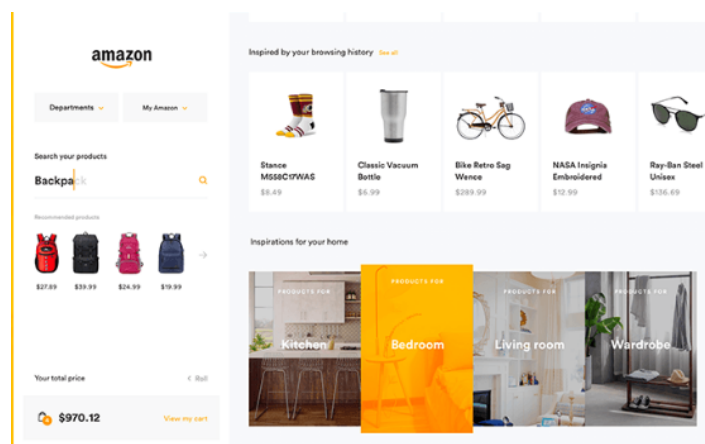 amazon
Departments
My Amazon
Search your products
Backpack
Recommended products
$27.89
$39.99
$24.99
$19.99
Your total price
< Roll
$970.12
View my cart
Inspired by your browsing history See all
Stance
MSS8C17WAS
$8.49
Classic Vacuum
Bottle
$6.99
Bike Retro Sag
Wence
$289.99
NASA Insignia
Embroidered
$12.99
Ray-Ban Steel
Unisex
$136.69
Inspirations for your home
PRODUCTS FOR
Kitchen
PRODUCTS FOR
Bedroom
PRODUCTS FOR
Living room
PRODUCTS FOR
Wardrobe